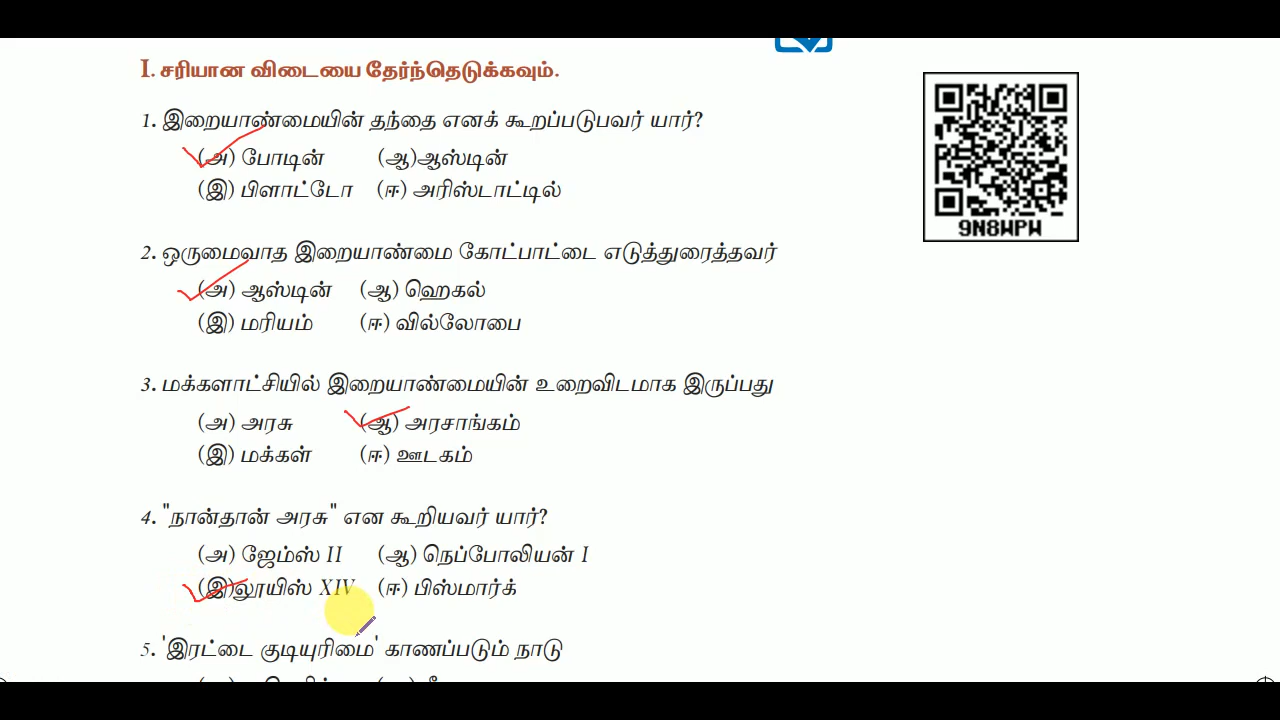 I. சரியான விடையை தேர்ந்தெடுக்கவும்.
1. இறையாண்மையின் தந்தை எனக் கூறப்படுபவர் யார்?
(அ) போடின் (ஆ)ஆஸ்டின்
(இ) பிளாட்டோ (ஈ) அரிஸ்டாட்டில்
9N8WPW
2. ஒருமைவாத இறையாண்மை கோட்பாட்டை எடுத்துரைத்தவர்
(அ) ஆஸ்டின் (ஆ) ஹெகல்
(இ) மரியம் (ஈ) வில்லோபை
3. மக்களாட்சியில் இறையாண்மையின் உறைவிடமாக இருப்பது
(அ) அரசு (ஆ) அரசாங்கம்
(இ) மக்கள் (ஈ) ஊடகம்
4. "நான்தான் அரசு" என கூறியவர் யார்?
(அ) ஜேம்ஸ் II (ஆ) நெப்போலியன் I
(இ)லூயிஸ் XIV (ஈ) பிஸ்மார்க்
5. 'இரட்டை குடியுரிமை' காணப்படும் நாடு